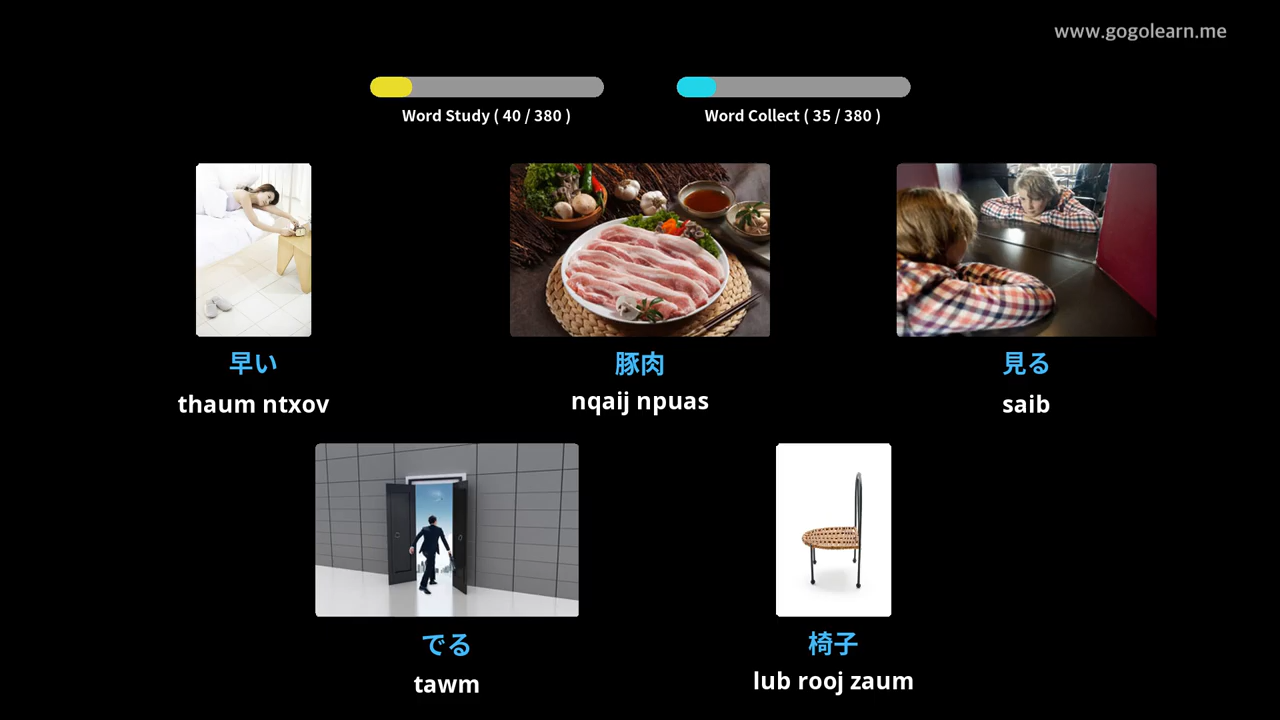 www.gogolearn.me
Word Study ( 40 / 380 )
Word Collect ( 35 / 380 )
早い
thaum ntxov
豚肉
nqaij npuas
見る
saib
でる
tawm
椅子
lub rooj zaum